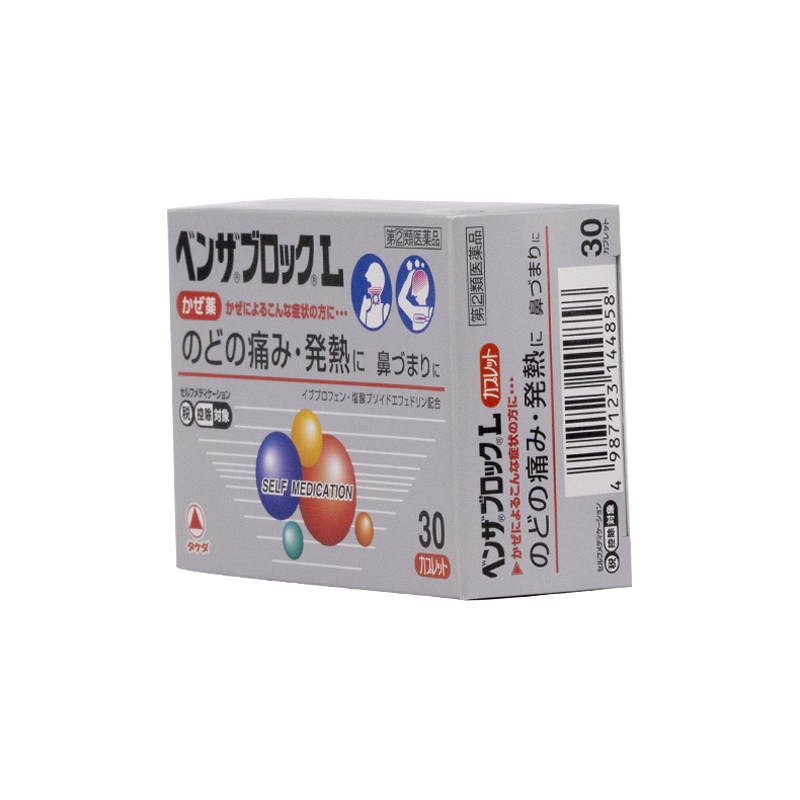 ベンザ®ブロック®L
第②類医薬品
かぜ薬 かぜによるこんな症状の方に…
のどの痛み・発熱に 鼻づまりに
イブプロフェン・塩酸プソイドエフェドリン配合
セルフメディケーション
税 控除 対象
SELF MEDICATION
タケダ
30
カプレット
第②類医薬品
ベンザ®ブロック®L カプレット
▶かぜによるこんな症状の方に…
のどの痛み・発熱に 鼻づまりに
30
カプレット
4 987123 144858
セルフメディケーション
税 控除 対象